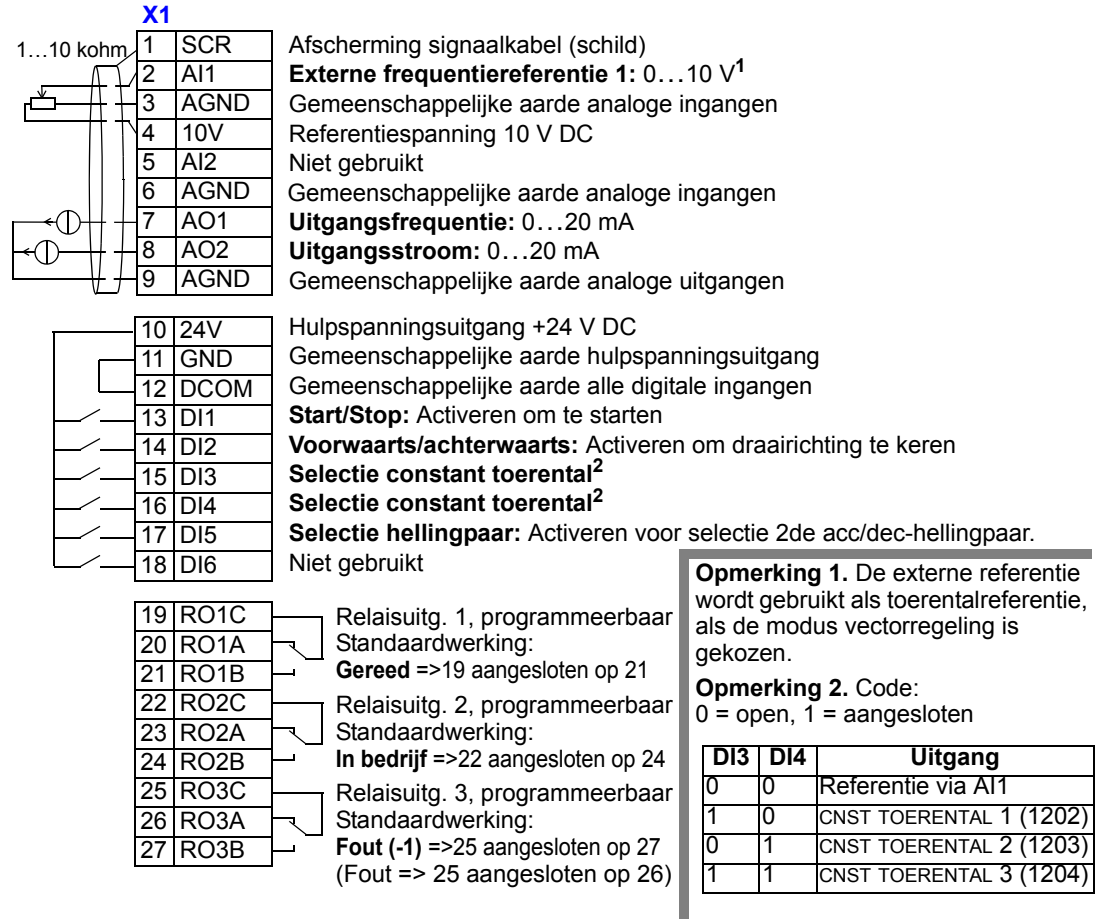 X1
1…10 kohm
1 SCR Afscherming signaalkabel (schild)
2 AI1 Externe frequentiereferentie 1: 0…10 V1
3 AGND Gemeenschappelijke aarde analoge ingangen
4 10V Referentiespanning 10 V DC
5 AI2 Niet gebruikt
6 AGND Gemeenschappelijke aarde analoge ingangen
7 AO1 Uitgangsfrequentie: 0…20 mA
8 AO2 Uitgangsstroom: 0…20 mA
9 AGND Gemeenschappelijke aarde analoge uitgangen
10 24V Hulpspanningsuitgang +24 V DC
11 GND Gemeenschappelijke aarde hulpspanningsuitgang
12 DCOM Gemeenschappelijke aarde alle digitale ingangen
13 DI1 Start/Stop: Activeren om te starten
14 DI2 Voorwaarts/achterwaarts: Activeren om draairichting te keren
15 DI3 Selectie constant toerental2
16 DI4 Selectie constant toerental2
17 DI5 Selectie hellingpaar: Activeren voor selectie 2de acc/dec-hellingpaar.
18 DI6 Niet gebruikt
19 RO1C Relaisuitg. 1, programmeerbaar
20 RO1A Standaardwerking:
21 RO1B Gereed =>19 aangesloten op 21
22 RO2C Relaisuitg. 2, programmeerbaar
23 RO2A Standaardwerking:
24 RO2B In bedrijf =>22 aangesloten op 24
25 RO3C Relaisuitg. 3, programmeerbaar
26 RO3A Standaardwerking:
27 RO3B Fout (-1) =>25 aangesloten op 27
(Fout => 25 aangesloten op 26)
Opmerking 1. De externe referentie
wordt gebruikt als toerentalreferentie,
als de modus vectorregeling is
gekozen.
Opmerking 2. Code:
0 = open, 1 = aangesloten
DI3 DI4 Uitgang
0 0 Referentie via AI1
1 0 CNST TOERENTAL 1 (1202)
0 1 CNST TOERENTAL 2 (1203)
1 1 CNST TOERENTAL 3 (1204)